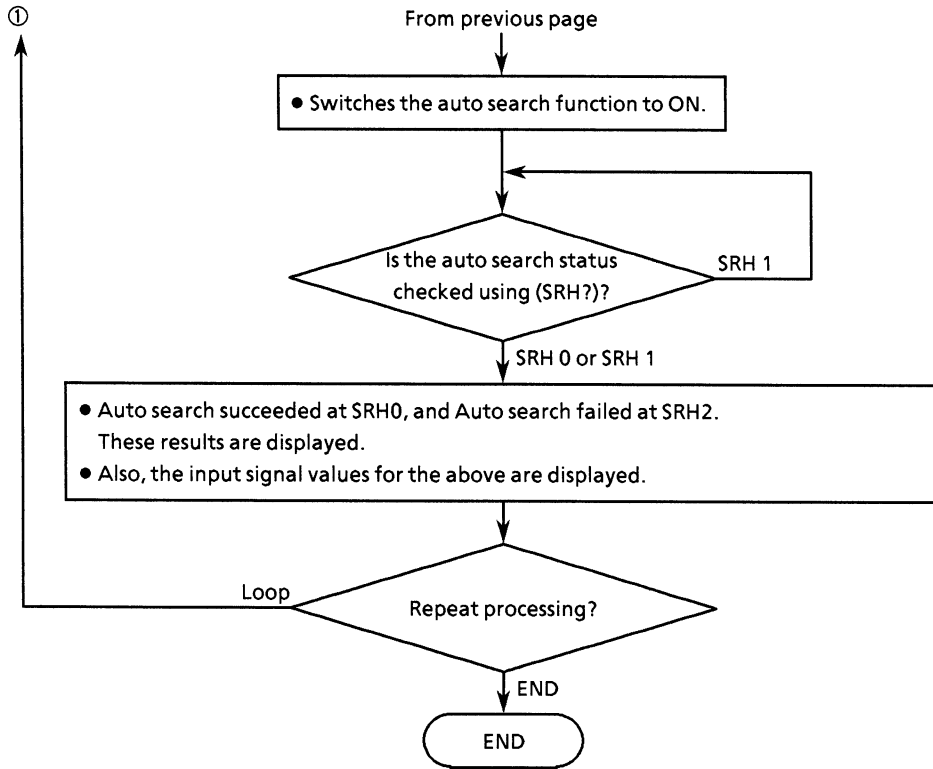 ①
From previous page
● Switches the auto search function to ON.
Is the auto search status
checked using (SRH?)?
SRH 1
SRH 0 or SRH 1
● Auto search succeeded at SRH0, and Auto search failed at SRH2.
These results are displayed.
● Also, the input signal values for the above are displayed.
Loop
Repeat processing?
END
END